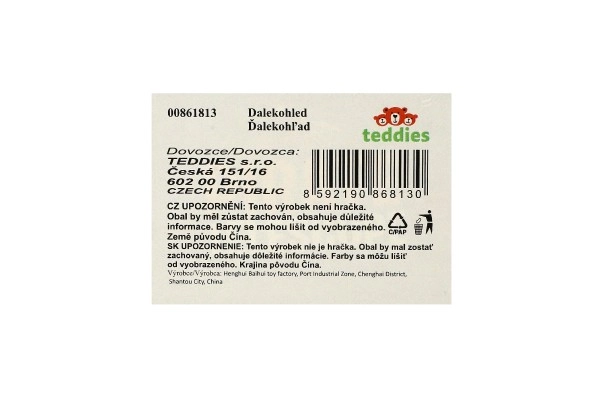 00861813 Dalekohled
Ďalekohľad
teddies
Dovozce/Dovozca:
TEDDIES s.r.o.
Česká 151/16
602 00 Brno
CZECH REPUBLIC
8 592190 868130
CZ UPOZORNĚNÍ: Tento výrobek není hračka.
Obal by měl zůstat zachován, obsahuje důležité
informace. Barvy se mohou lišit od vyobrazeného.
Země původu Čína.
C/PAP
SK UPOZORNENIE: Tento výrobek nie je hračka. Obal by mal zostať
zachovaný, obsahuje dôležité informácie. Farby sa môžu líšiť
od vyobrazeného. Krajina pôvodu Čína.
Výrobce/Výrobca: Henghui Baihui toy factory, Port Industrial Zone, Chenghai District,
Shantou City, China